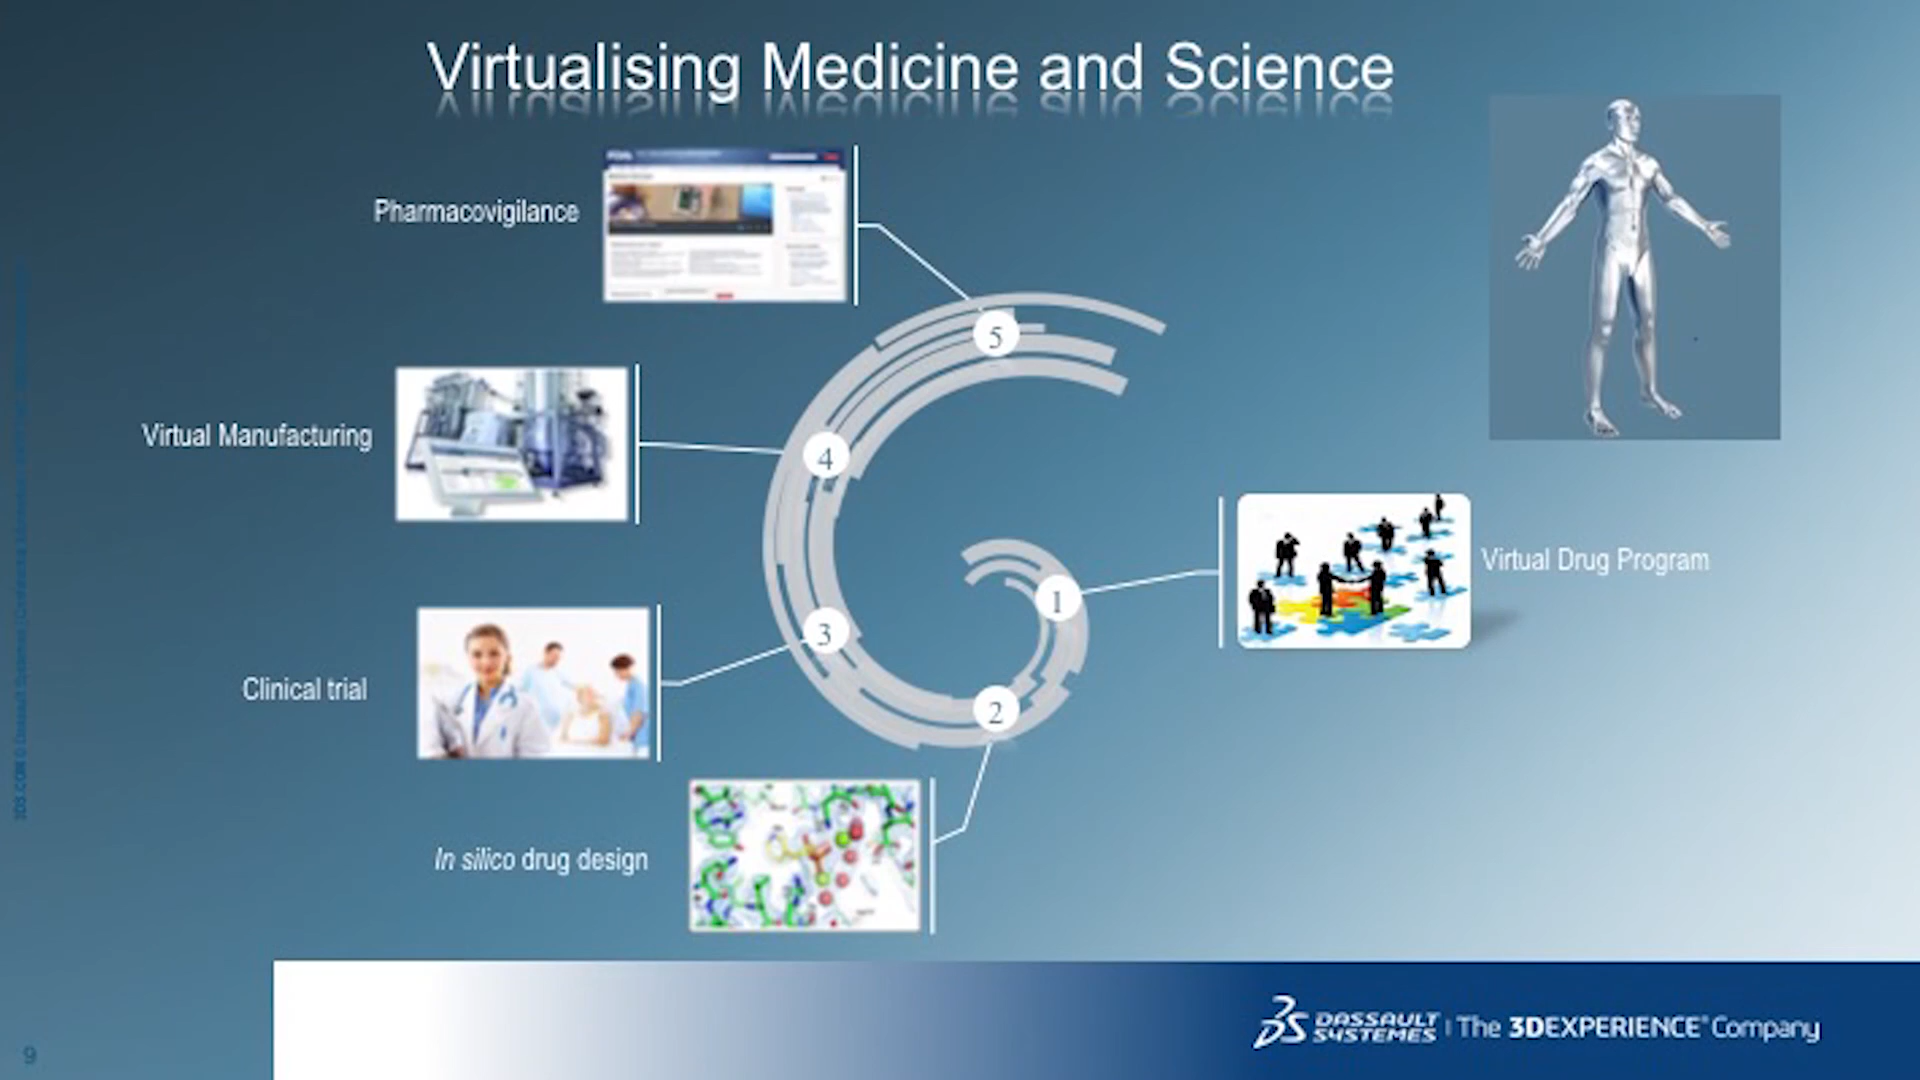 Virtualising Medicine and Science
Pharmacovigilance
5
Virtual Manufacturing
4
1
Virtual Drug Program
3
Clinical trial
2
In silico drug design
DASSAULT SYSTEMES | The 3DEXPERIENCE® Company
9